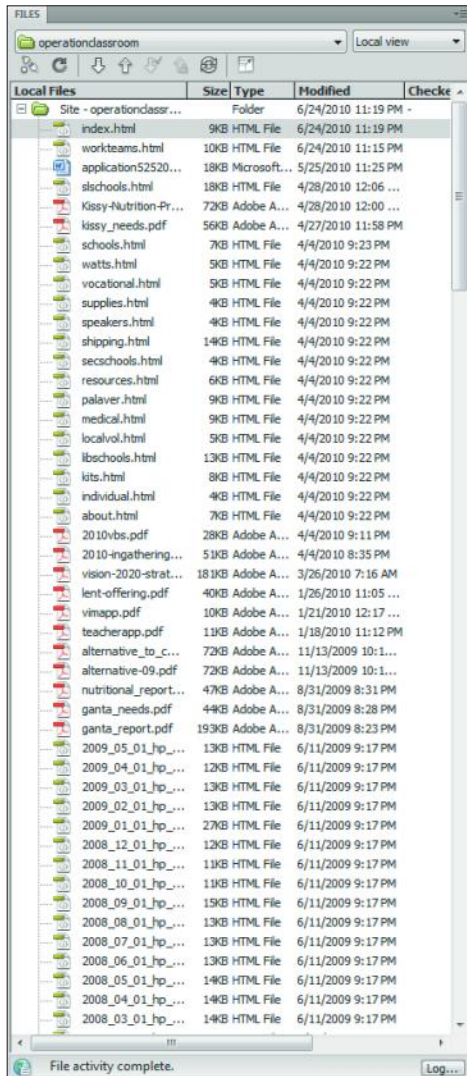 FILES
operationclassroom Local view
Local Files Size Type Modified Checke
Site - operationclassr... Folder 6/24/2010 11:19 PM -
index.html 9KB HTML File 6/24/2010 11:19 PM
workteams.html 10KB HTML File 6/24/2010 11:15 PM
application52520... 18KB Microsoft... 5/25/2010 11:25 PM
slschools.html 18KB HTML File 4/28/2010 12:06 ...
Kissy-Nutrition-Pr... 72KB Adobe A... 4/28/2010 12:00 ...
kissy_needs.pdf 56KB Adobe A... 4/27/2010 11:58 PM
schools.html 7KB HTML File 4/4/2010 9:23 PM
watts.html 5KB HTML File 4/4/2010 9:22 PM
vocational.html 5KB HTML File 4/4/2010 9:22 PM
supplies.html 4KB HTML File 4/4/2010 9:22 PM
speakers.html 4KB HTML File 4/4/2010 9:22 PM
shipping.html 14KB HTML File 4/4/2010 9:22 PM
secschools.html 4KB HTML File 4/4/2010 9:22 PM
resources.html 6KB HTML File 4/4/2010 9:22 PM
palaver.html 9KB HTML File 4/4/2010 9:22 PM
medical.html 9KB HTML File 4/4/2010 9:22 PM
localvol.html 5KB HTML File 4/4/2010 9:22 PM
libschools.html 13KB HTML File 4/4/2010 9:22 PM
kits.html 8KB HTML File 4/4/2010 9:22 PM
individual.html 4KB HTML File 4/4/2010 9:22 PM
about.html 7KB HTML File 4/4/2010 9:22 PM
2010vbs.pdf 28KB Adobe A... 4/4/2010 9:11 PM
2010-ingathering... 51KB Adobe A... 4/4/2010 8:35 PM
vision-2020-strat... 181KB Adobe A... 3/26/2010 7:16 AM
lent-offering.pdf 40KB Adobe A... 1/26/2010 11:05 ...
vimapp.pdf 10KB Adobe A... 1/21/2010 12:17 ...
teacherapp.pdf 11KB Adobe A... 1/18/2010 11:12 PM
alternative_to_c... 72KB Adobe A... 11/13/2009 10:1...
alternative-09.pdf 72KB Adobe A... 11/13/2009 10:1...
nutritional_report... 47KB Adobe A... 8/31/2009 8:31 PM
ganta_needs.pdf 44KB Adobe A... 8/31/2009 8:28 PM
ganta_report.pdf 193KB Adobe A... 8/31/2009 8:23 PM
2009_05_01_hp_... 13KB HTML File 6/11/2009 9:17 PM
2009_04_01_hp_... 12KB HTML File 6/11/2009 9:17 PM
2009_03_01_hp_... 13KB HTML File 6/11/2009 9:17 PM
2009_02_01_hp_... 13KB HTML File 6/11/2009 9:17 PM
2009_01_01_hp_... 27KB HTML File 6/11/2009 9:17 PM
2008_12_01_hp_... 12KB HTML File 6/11/2009 9:17 PM
2008_11_01_hp_... 11KB HTML File 6/11/2009 9:17 PM
2008_10_01_hp_... 11KB HTML File 6/11/2009 9:17 PM
2008_09_01_hp_... 15KB HTML File 6/11/2009 9:17 PM
2008_08_01_hp_... 13KB HTML File 6/11/2009 9:17 PM
2008_07_01_hp_... 13KB HTML File 6/11/2009 9:17 PM
2008_06_01_hp_... 13KB HTML File 6/11/2009 9:17 PM
2008_05_01_hp_... 14KB HTML File 6/11/2009 9:17 PM
2008_04_01_hp_... 14KB HTML File 6/11/2009 9:17 PM
2008_03_01_hp_... 14KB HTML File 6/11/2009 9:17 PM
File activity complete. Log...